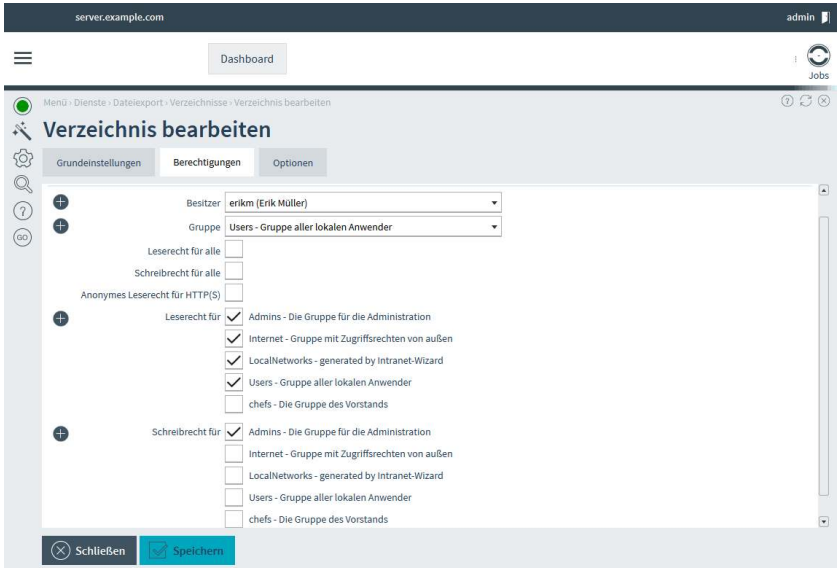 server.example.com admin
Dashboard
Jobs
Menü › Dienste › Dateiexport › Verzeichnisse › Verzeichnis bearbeiten
Verzeichnis bearbeiten
Grundeinstellungen Berechtigungen Optionen
Besitzer erikm (Erik Müller)
Gruppe Users - Gruppe aller lokalen Anwender
Leserecht für alle
Schreibrecht für alle
Anonymes Leserecht für HTTP(S)
Leserecht für Admins - Die Gruppe für die Administration
Internet - Gruppe mit Zugriffsrechten von außen
LocalNetworks - generated by Intranet-Wizard
Users - Gruppe aller lokalen Anwender
chefs - Die Gruppe des Vorstands
GO
Schreibrecht für Admins - Die Gruppe für die Administration
Internet - Gruppe mit Zugriffsrechten von außen
LocalNetworks - generated by Intranet-Wizard
Users - Gruppe aller lokalen Anwender
chefs - Die Gruppe des Vorstands
Schließen Speichern